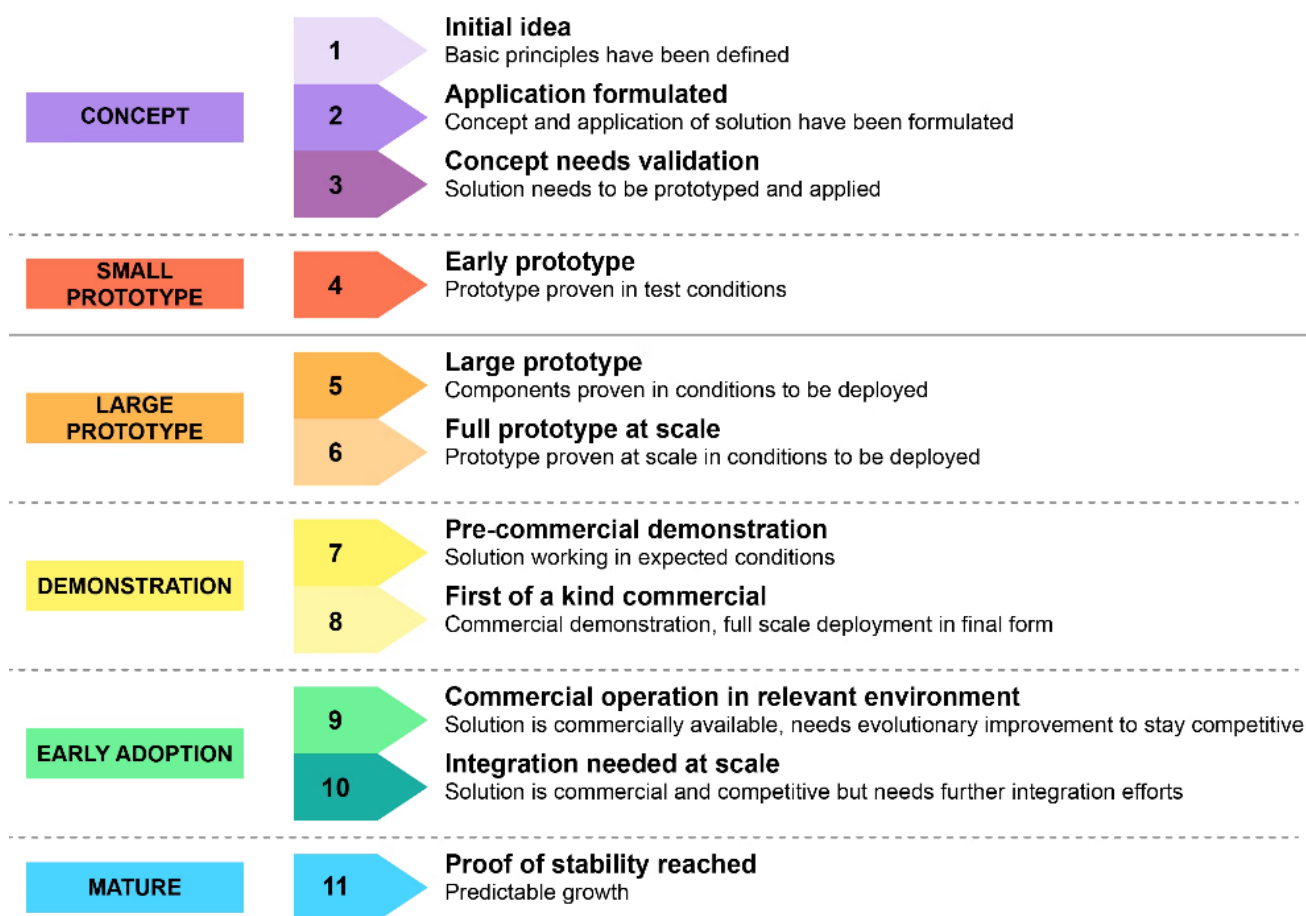 1
Initial idea
Basic principles have been defined
CONCEPT
2
Application formulated
Concept and application of solution have been formulated
3
Concept needs validation
Solution needs to be prototyped and applied
SMALL
PROTOTYPE
4
Early prototype
Prototype proven in test conditions
LARGE
PROTOTYPE
5
Large prototype
Components proven in conditions to be deployed
6
Full prototype at scale
Prototype proven at scale in conditions to be deployed
DEMONSTRATION
7
Pre-commercial demonstration
Solution working in expected conditions
8
First of a kind commercial
Commercial demonstration, full scale deployment in final form
EARLY ADOPTION
9
Commercial operation in relevant environment
Solution is commercially available, needs evolutionary improvement to stay competitive
10
Integration needed at scale
Solution is commercial and competitive but needs further integration efforts
MATURE
11
Proof of stability reached
Predictable growth